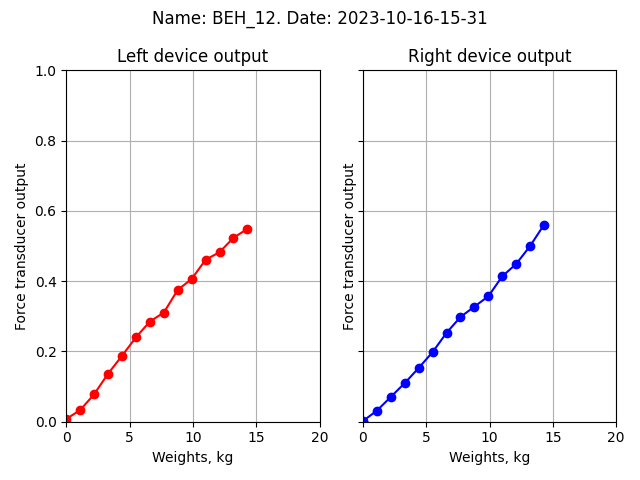 Name: BEH_12. Date: 2023-10-16-15-31
Left device output
Right device output
Force transducer output
1.0
0.8
0.6
0.4
0.2
0.0
0 5 10 15 20
Weights, kg
Force transducer output
0 5 10 15 20
Weights, kg